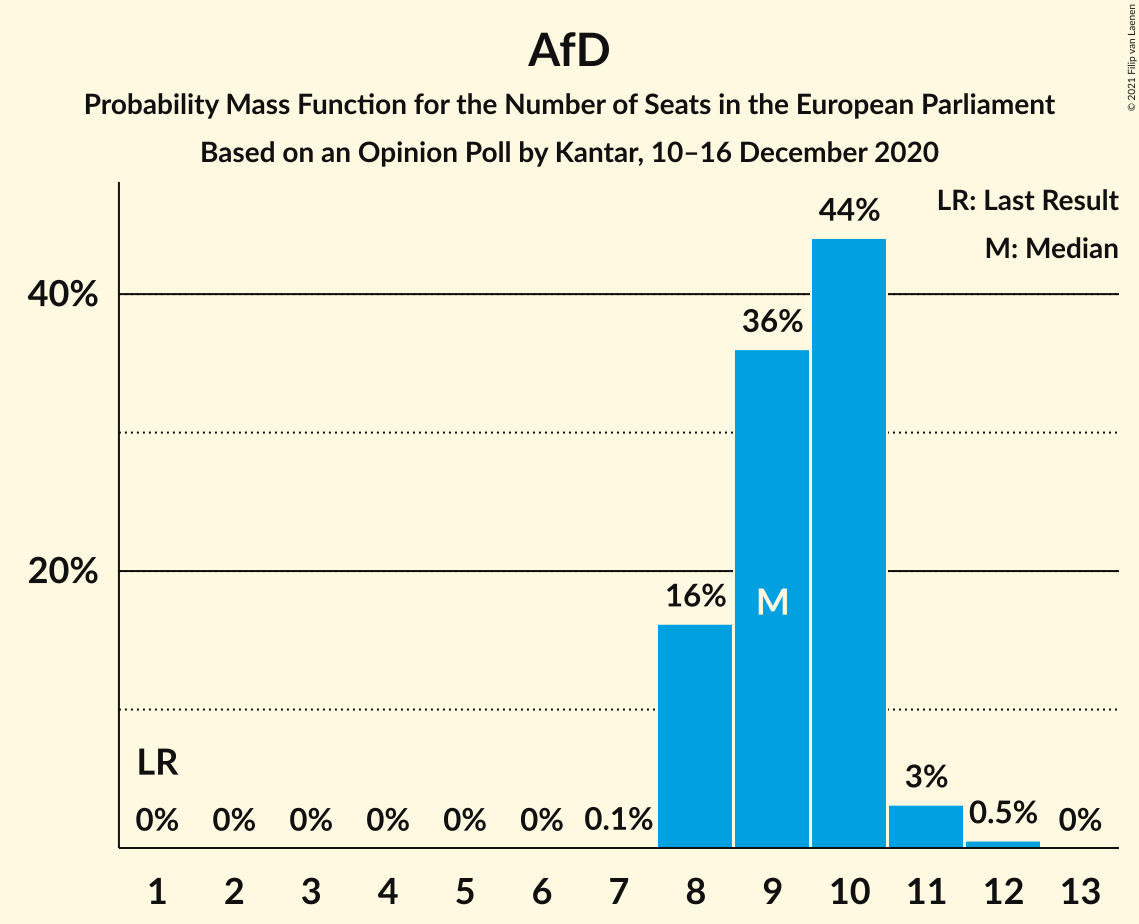 AfD
Probability Mass Function for the Number of Seats in the European Parliament
Based on an Opinion Poll by Kantar, 10–16 December 2020
© 2021 Filip van Laenen
LR: Last Result
M: Median
44%
40%
36%
20%
16%
M
LR
3%
0% 0% 0% 0% 0% 0% 0.1% 0.5% 0%
1 2 3 4 5 6 7 8 9 10 11 12 13